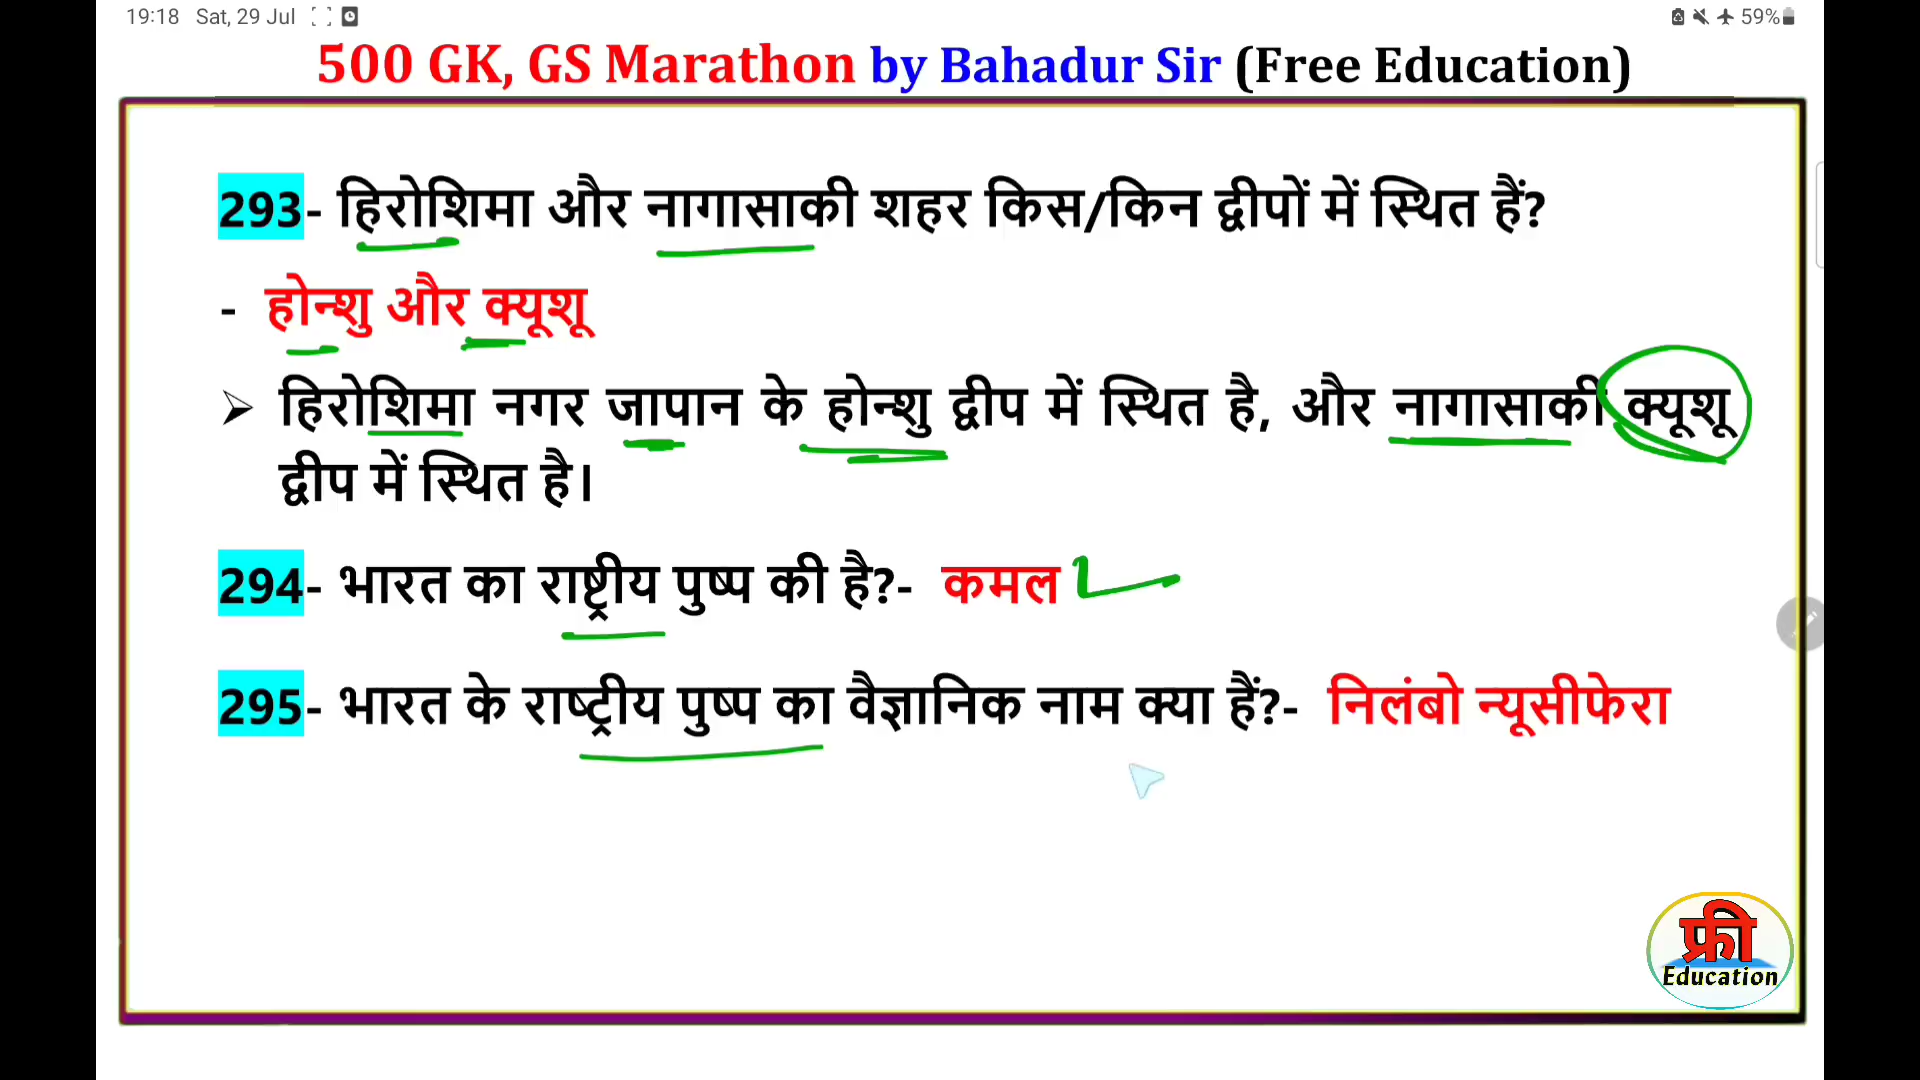 19:18 Sat, 29 Jul 59%
500 GK, GS Marathon by Bahadur Sir (Free Education)
293- हिरोशिमा और नागासाकी शहर किस/किन द्वीपों में स्थित हैं?
- होन्शु और क्यूशू
➢ हिरोशिमा नगर जापान के होन्शु द्वीप में स्थित है, और नागासाकी क्यूशू
द्वीप में स्थित है।
294- भारत का राष्ट्रीय पुष्प की है?- कमल
295- भारत के राष्ट्रीय पुष्प का वैज्ञानिक नाम क्या हैं?- निलंबो न्यूसीफेरा
फ्री
Education